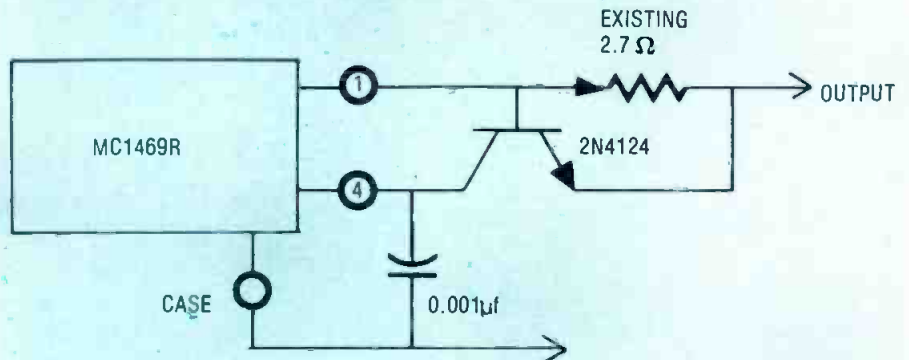 EXISTING
2.7 Ω
1
OUTPUT
MC1469R
2N4124
4
CASE
0.001µf